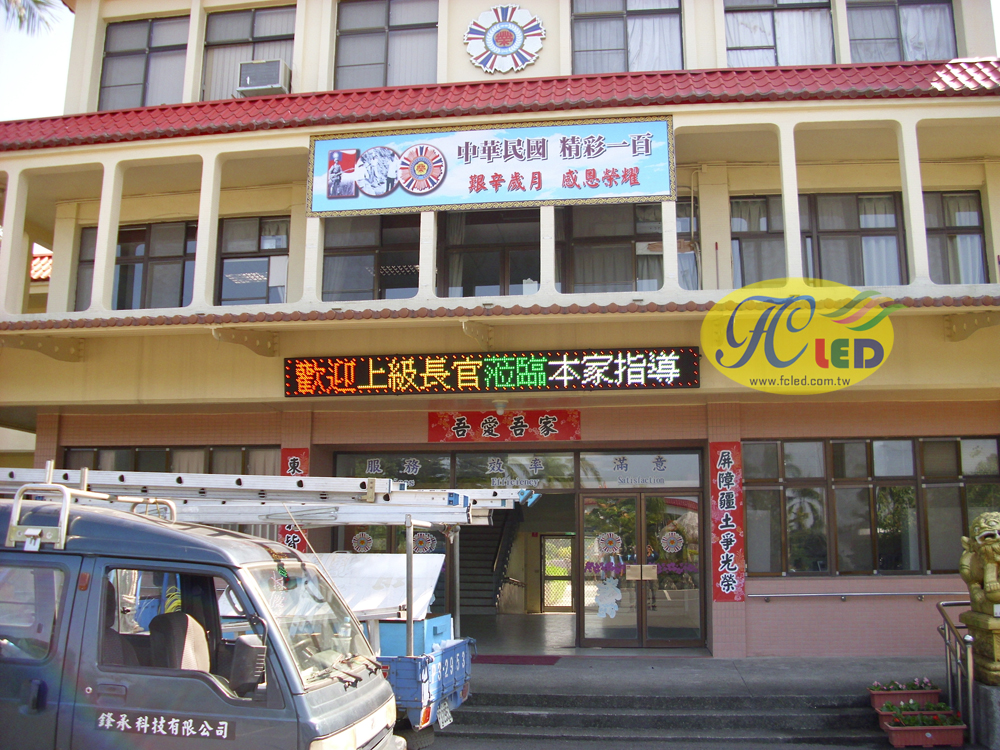 中華民國 精彩一百
艱辛歲月 感恩榮耀
FC LED
www.fcled.com.tw
歡迎上級長官蒞臨本家指導
吾愛吾家
服務 效率 滿意
Efficiency Satisfaction
屏障疆土爭光榮
東
皆
鋒承科技有限公司
2953